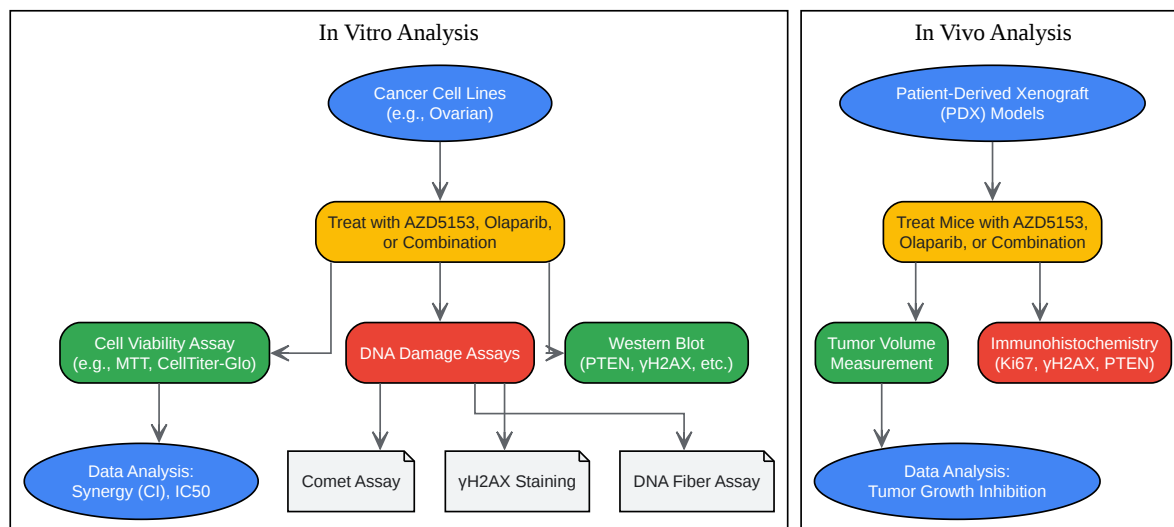 In Vitro Analysis
Cancer Cell Lines
(e.g., Ovarian)
Treat with AZD5153, Olaparib,
or Combination
Cell Viability Assay
(e.g., MTT, CellTiter-Glo)
DNA Damage Assays
Western Blot
(PTEN, γH2AX, etc.)
Data Analysis:
Synergy (CI), IC50
Comet Assay
γH2AX Staining
DNA Fiber Assay
In Vivo Analysis
Patient-Derived Xenograft
(PDX) Models
Treat Mice with AZD5153,
Olaparib, or Combination
Tumor Volume
Measurement
Immunohistochemistry
(Ki67, γH2AX, PTEN)
Data Analysis:
Tumor Growth Inhibition